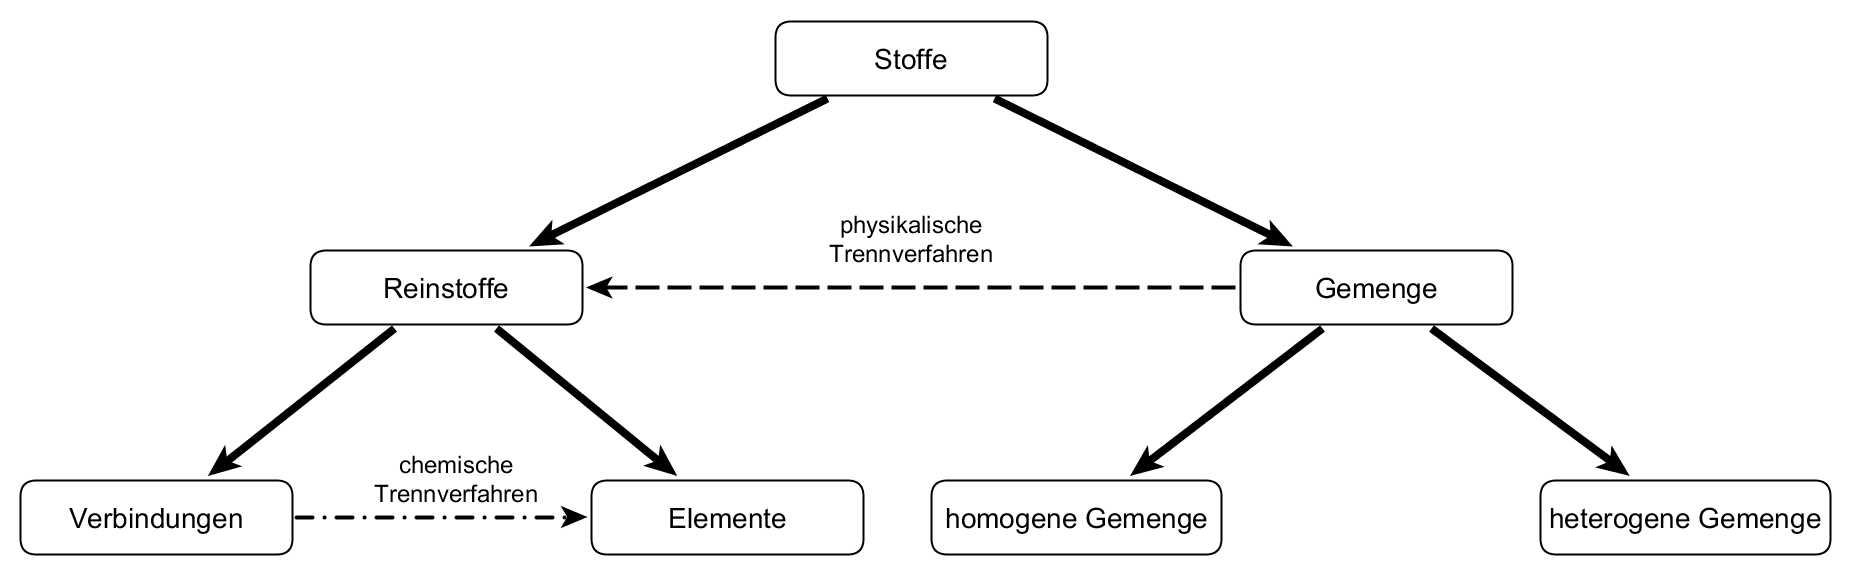 Stoffe
physikalische
Trennverfahren
Reinstoffe
Gemenge
chemische
Trennverfahren
Verbindungen
Elemente
homogene Gemenge
heterogene Gemenge